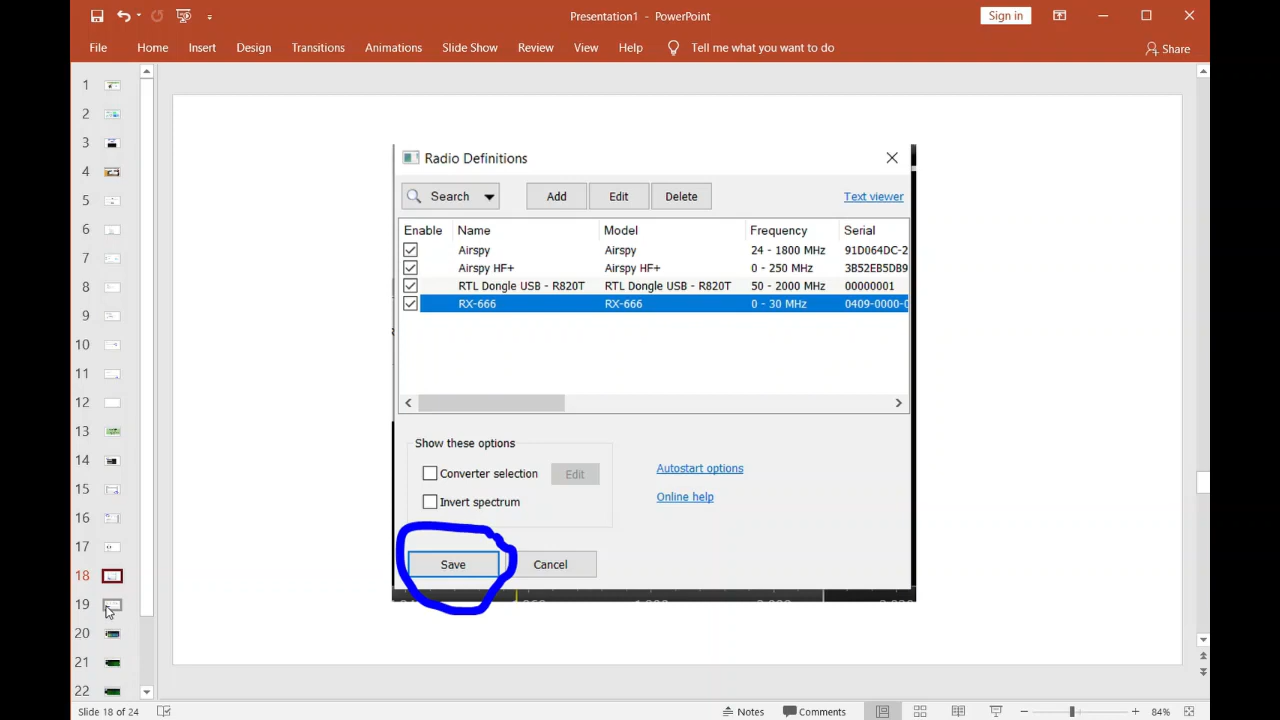 Presentation1 - PowerPoint
Sign in
File Home Insert Design Transitions Animations Slide Show Review View Help Tell me what you want to do Share
1
2
3
4
5
6
7
8
9
10
11
12
13
14
15
16
17
18
19
20
21
22
Radio Definitions
Search Add Edit Delete Text viewer
Enable Name Model Frequency Serial
Airspy Airspy 24 - 1800 MHz 91D064DC-2
Airspy HF+ Airspy HF+ 0 - 250 MHz 3B52EB5DB9
RTL Dongle USB - R820T RTL Dongle USB - R820T 50 - 2000 MHz 00000001
RX-666 RX-666 0 - 30 MHz 0409-0000-0
Show these options
Converter selection Edit
Invert spectrum
Autostart options
Online help
Save Cancel
Slide 18 of 24 Notes Comments 84%